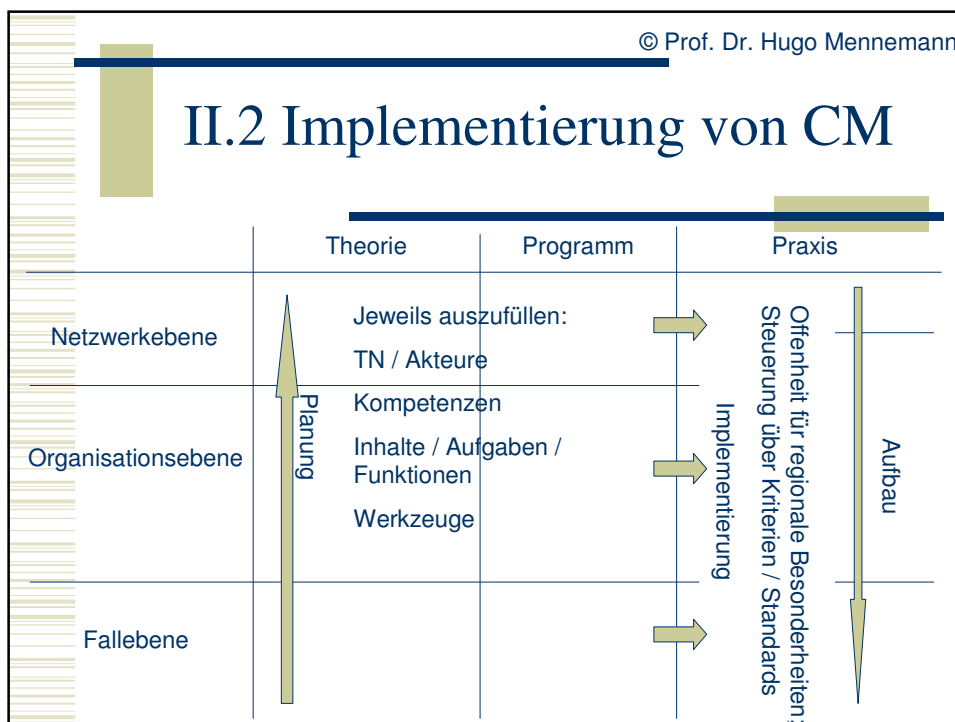 © Prof. Dr. Hugo Mennemann
II.2 Implementierung von CM
Theorie
Programm
Praxis
Netzwerkebene
Organisationsebene
Fallebene
Planung
Jeweils auszufüllen:
TN / Akteure
Kompetenzen
Inhalte / Aufgaben /
Funktionen
Werkzeuge
Implementierung
Offenheit für regionale Besonderheiten;
Steuerung über Kriterien / Standards
Aufbau